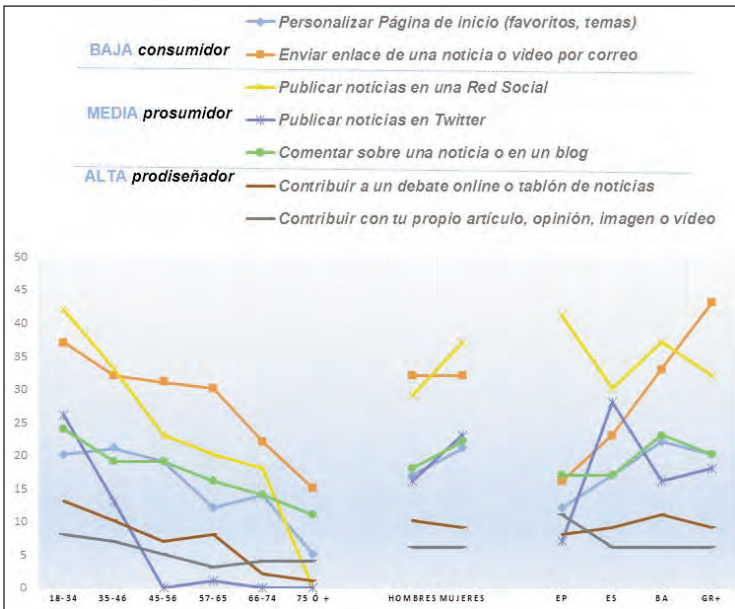 Personalizar Página de inicio (favoritos, temas)
BAJA consumidor
Enviar enlace de una noticia o video por correo
Publicar noticias en una Red Social
MEDIA prosumidor
Publicar noticias en Twitter
Comentar sobre una noticia o en un blog
ALTA prodiseñador
Contribuir a un debate online o tablón de noticias
Contribuir con tu propio artículo, opinión, imagen o vídeo
50
45
40
35
30
25
20
15
10
5
0
18-34 35-46 45-56 57-65 66-74 75 O + HOMBRES MUJERES EP ES BA GR+